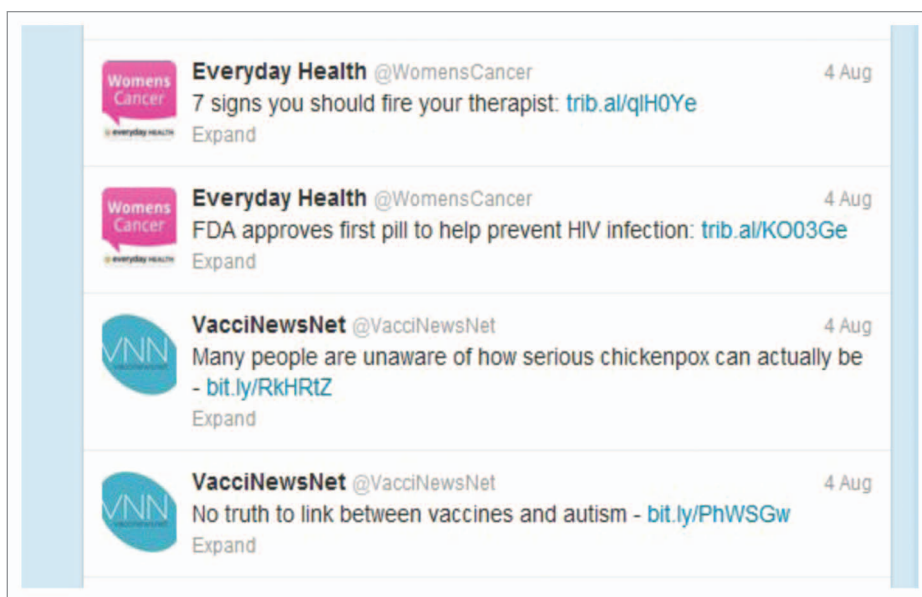 Womens
Cancer
everyday HEALTH
Everyday Health @WomensCancer 4 Aug
7 signs you should fire your therapist: trib.al/qlH0Ye
Expand
Womens
Cancer
everyday HEALTH
Everyday Health @WomensCancer 4 Aug
FDA approves first pill to help prevent HIV infection: trib.al/KO03Ge
Expand
VNN
vaccinewsnet
VacciNewsNet @VacciNewsNet 4 Aug
Many people are unaware of how serious chickenpox can actually be
- bit.ly/RkHRtZ
Expand
VNN
vaccinewsnet
VacciNewsNet @VacciNewsNet 4 Aug
No truth to link between vaccines and autism - bit.ly/PhWSGw
Expand